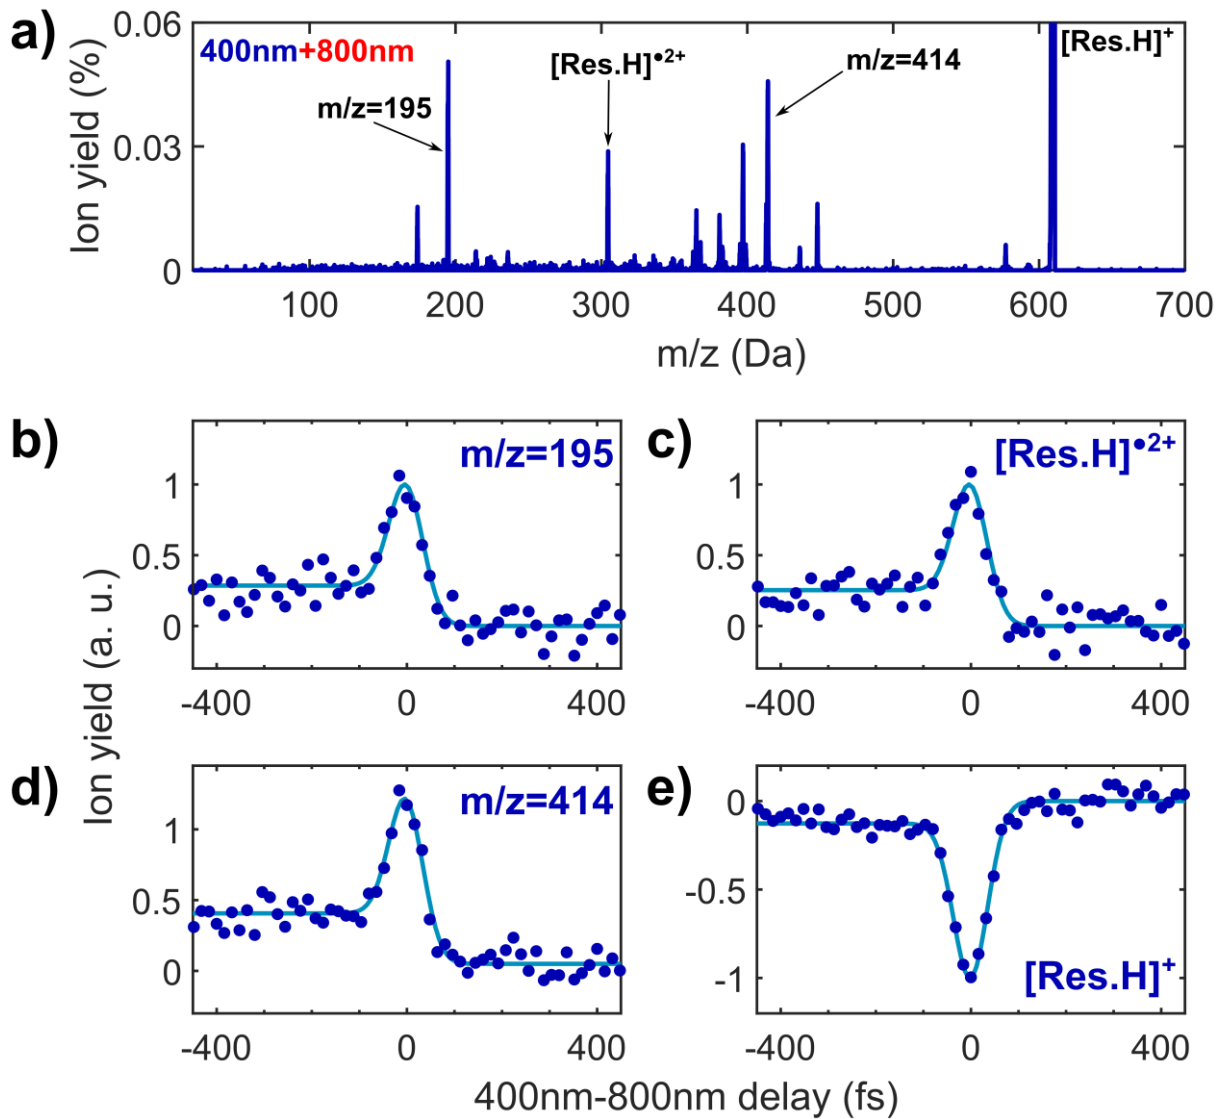 a)
Ion yield (%)
0.06
0.03
0
400nm+800nm
m/z=195
[Res.H]•2+
m/z=414
[Res.H]+
100 200 300 400 500 600 700
m/z (Da)
b)
m/z=195
1
0.5
0
-400 0 400
c)
[Res.H]•2+
1
0.5
0
-400 0 400
Ion yield (a. u.)
d)
m/z=414
1
0.5
0
-400 0 400
e)
0
-0.5
-1
[Res.H]+
-400 0 400
400nm-800nm delay (fs)